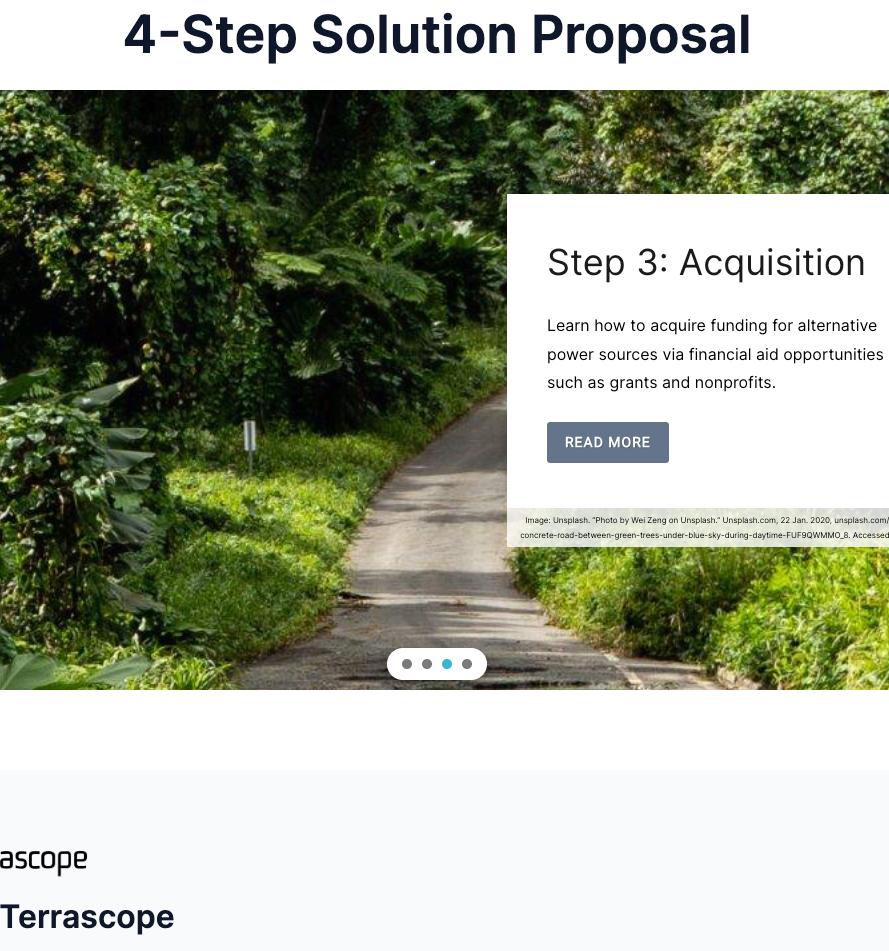 4-Step Solution Proposal
Step 3: Acquisition
Learn how to acquire funding for alternative
power sources via financial aid opportunities
such as grants and nonprofits.
READ MORE
Image: Unsplash. “Photo by Wei Zeng on Unsplash.” Unsplash.com, 22 Jan. 2020, unsplash.com/
concrete-road-between-green-trees-under-blue-sky-during-daytime-FUF9QWMMO_8. Accessed
ascope
Terrascope